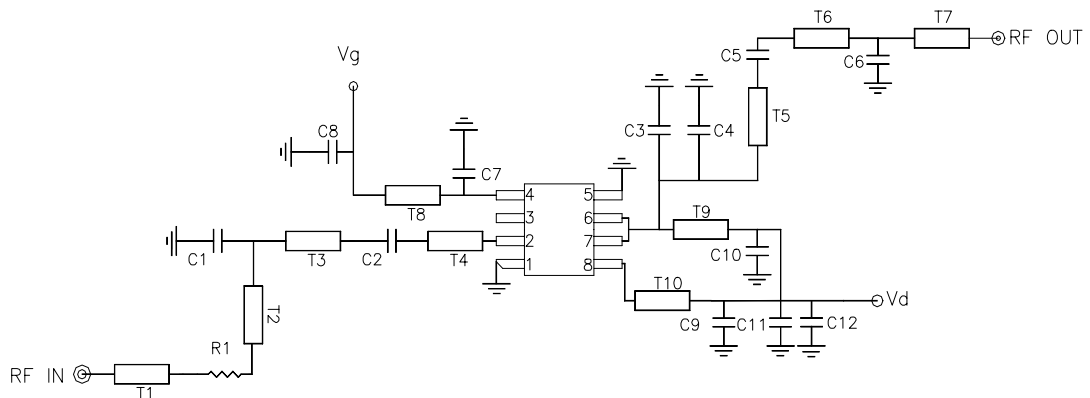 T6
T7
RF OUT
C5
C6
Vg
T5
C3
C4
C8
C7
4
5
T8
3
6
T9
2
7
C1
T3
C2
T4
C10
1
8
T10
T2
Vd
C9
C11
C12
R1
RF IN
T1